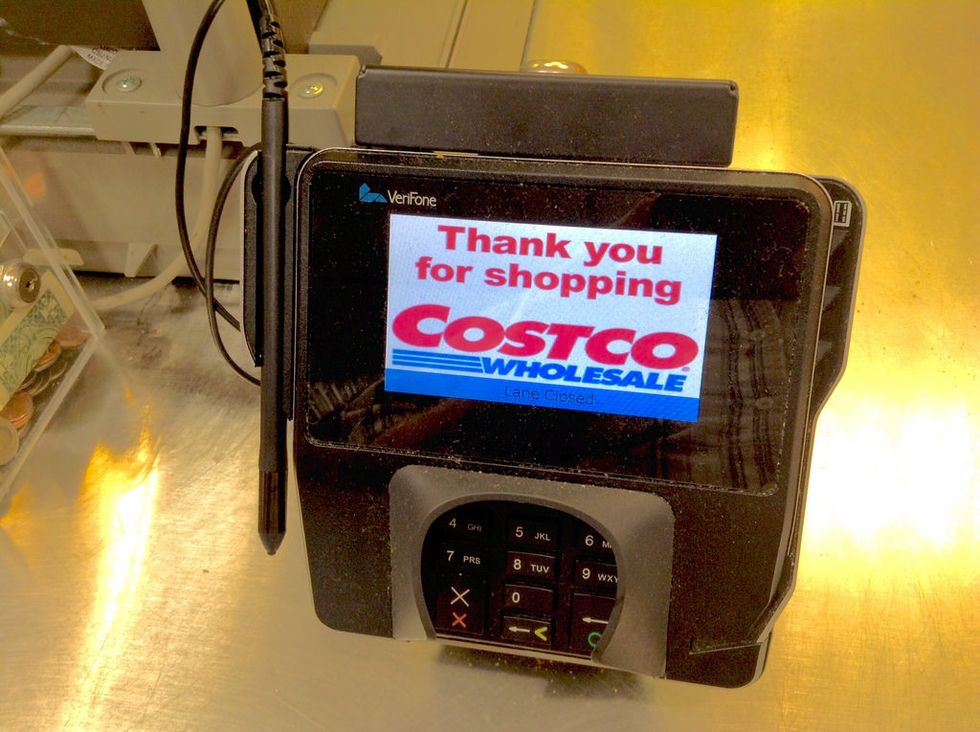 VeriFone
Thank you
for shopping
COSTCO
WHOLESALE
Lane Closed
4 GHI 5 JKL 6
7 PRS 8 TUV 9 WXY
0